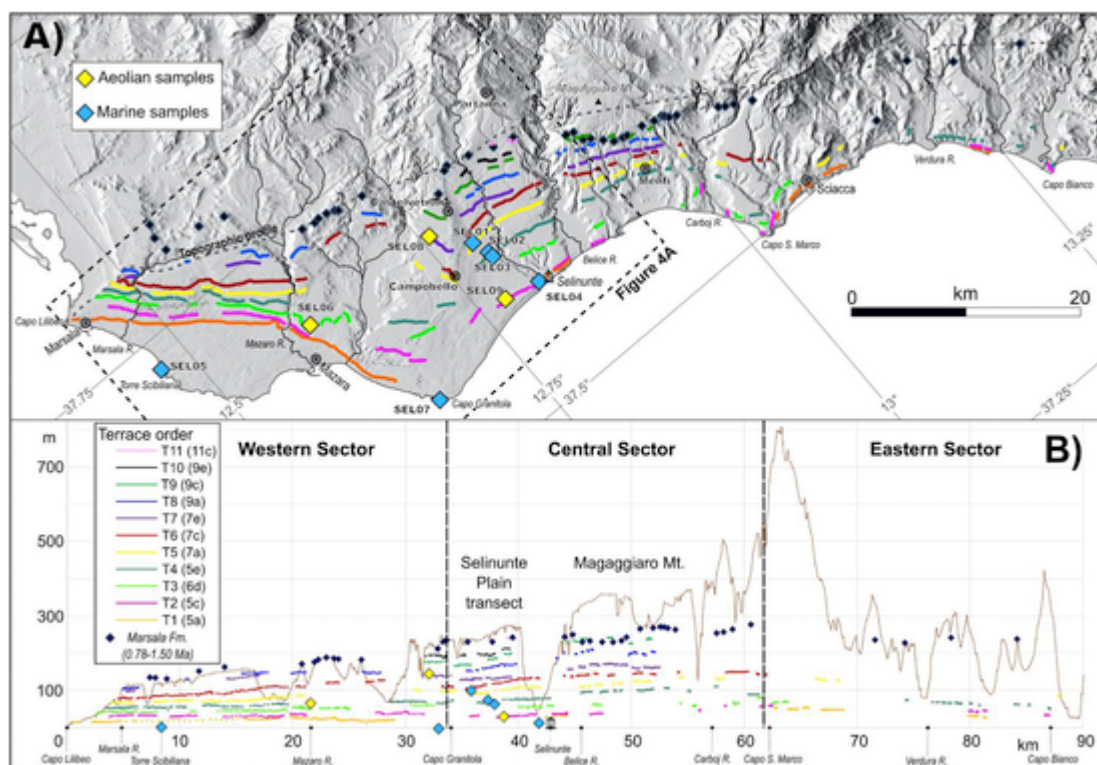 A)
Aeolian samples
Marine samples
Topographic profile
Capo Lilibeo
Marsala
Marsala R.
Torre Scibiliana
SEL05
Mazaro R.
Mazara
SEL06
SEL07
Capo Granitola
SEL08
SEL01
SEL02
SEL03
SEL09
SEL04
Campobello
Selinunte
Belice R.
Figure 4A
Menfi
Carboj R.
Capo S. Marco
Sciacca
Verdura R.
Capo Bianco
37.75
12.5°
12.75°
37.5°
13°
13.25°
37.25°
0 20
km
B)
m
700
500
300
100
0
Terrace order
T11 (11c)
T10 (9e)
T9 (9c)
T8 (9a)
T7 (7e)
T6 (7c)
T5 (7a)
T4 (5e)
T3 (6d)
T2 (5c)
T1 (5a)
Marsala Fm.
(0.78-1.50 Ma)
Western Sector
Central Sector
Eastern Sector
Selinunte
Plain
transect
Magaggiaro Mt.
0 10 20 30 40 50 60 70 80 km 90
Capo Lilibeo
Marsala R.
Torre Scibiliana
Mazaro R.
Capo Granitola
Selinunte
Belice R.
Carboj R.
Capo S. Marco
Verdura R.
Capo Bianco